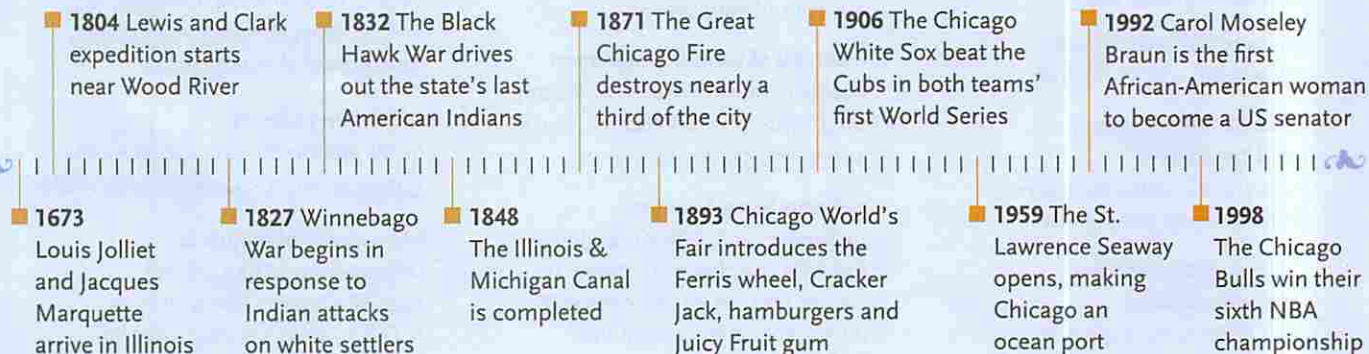 1804 Lewis and Clark
expedition starts
near Wood River
1832 The Black
Hawk War drives
out the state's last
American Indians
1871 The Great
Chicago Fire
destroys nearly a
third of the city
1906 The Chicago
White Sox beat the
Cubs in both teams'
first World Series
1992 Carol Moseley
Braun is the first
African-American woman
to become a US senator
1673
Louis Jolliet
and Jacques
Marquette
arrive in Illinois
1827 Winnebago
War begins in
response to
Indian attacks
on white settlers
1848
The Illinois &
Michigan Canal
is completed
1893 Chicago World's
Fair introduces the
Ferris wheel, Cracker
Jack, hamburgers and
Juicy Fruit gum
1959 The St.
Lawrence Seaway
opens, making
Chicago an
ocean port
1998
The Chicago
Bulls win their
sixth NBA
championship